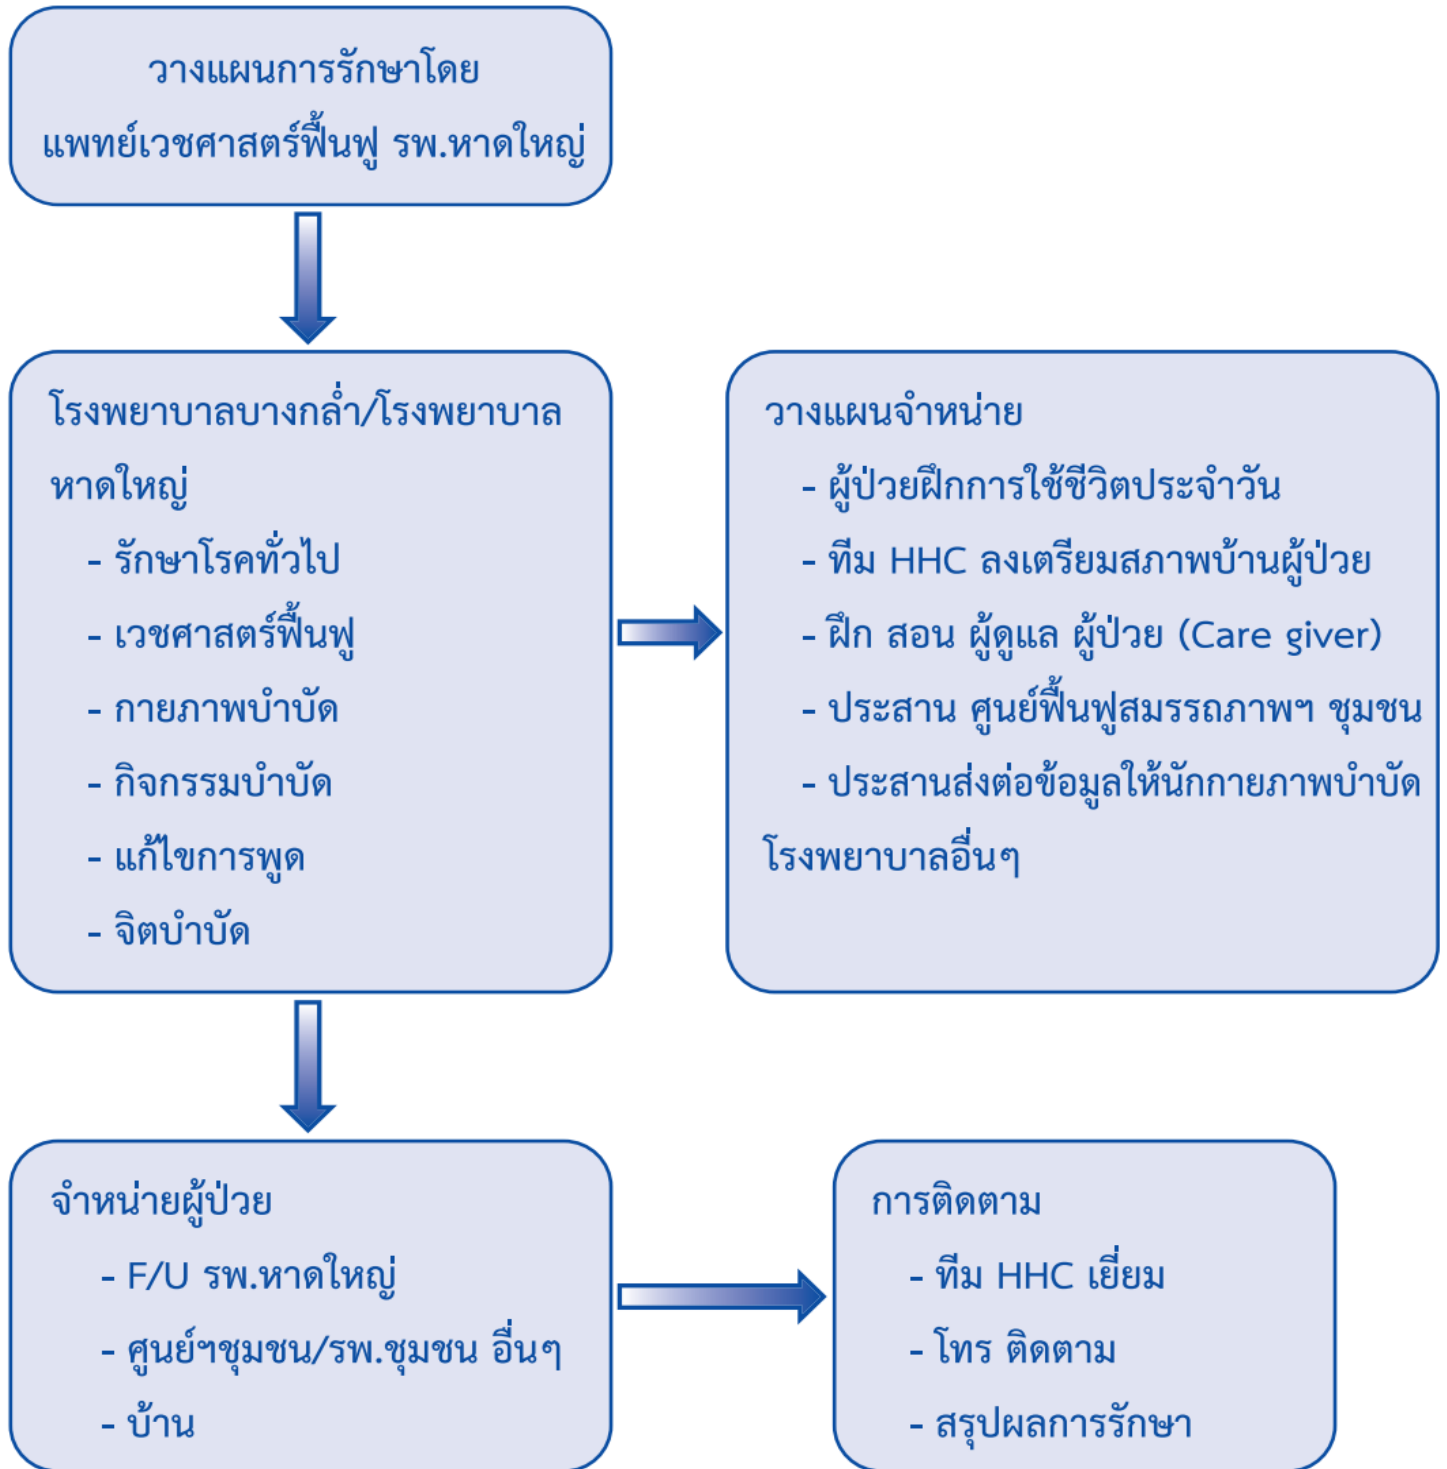 วางแผนการรักษาโดย
แพทย์เวชศาสตร์ฟื้นฟู รพ.หาดใหญ่
โรงพยาบาลบางกล่ำ/โรงพยาบาล
หาดใหญ่
- รักษาโรคทั่วไป
- เวชศาสตร์ฟื้นฟู
- กายภาพบำบัด
- กิจกรรมบำบัด
- แก้ไขการพูด
- จิตบำบัด
วางแผนจำหน่าย
- ผู้ป่วยฝึกการใช้ชีวิตประจำวัน
- ทีม HHC ลงเตรียมสภาพบ้านผู้ป่วย
- ฝึก สอน ผู้ดูแล ผู้ป่วย (Care giver)
- ประสาน ศูนย์ฟื้นฟูสมรรถภาพฯ ชุมชน
- ประสานส่งต่อข้อมูลให้นักกายภาพบำบัด
โรงพยาบาลอื่นๆ
จำหน่ายผู้ป่วย
- F/U รพ.หาดใหญ่
- ศูนย์ฯชุมชน/รพ.ชุมชน อื่นๆ
- บ้าน
การติดตาม
- ทีม HHC เยี่ยม
- โทร ติดตาม
- สรุปผลการรักษา